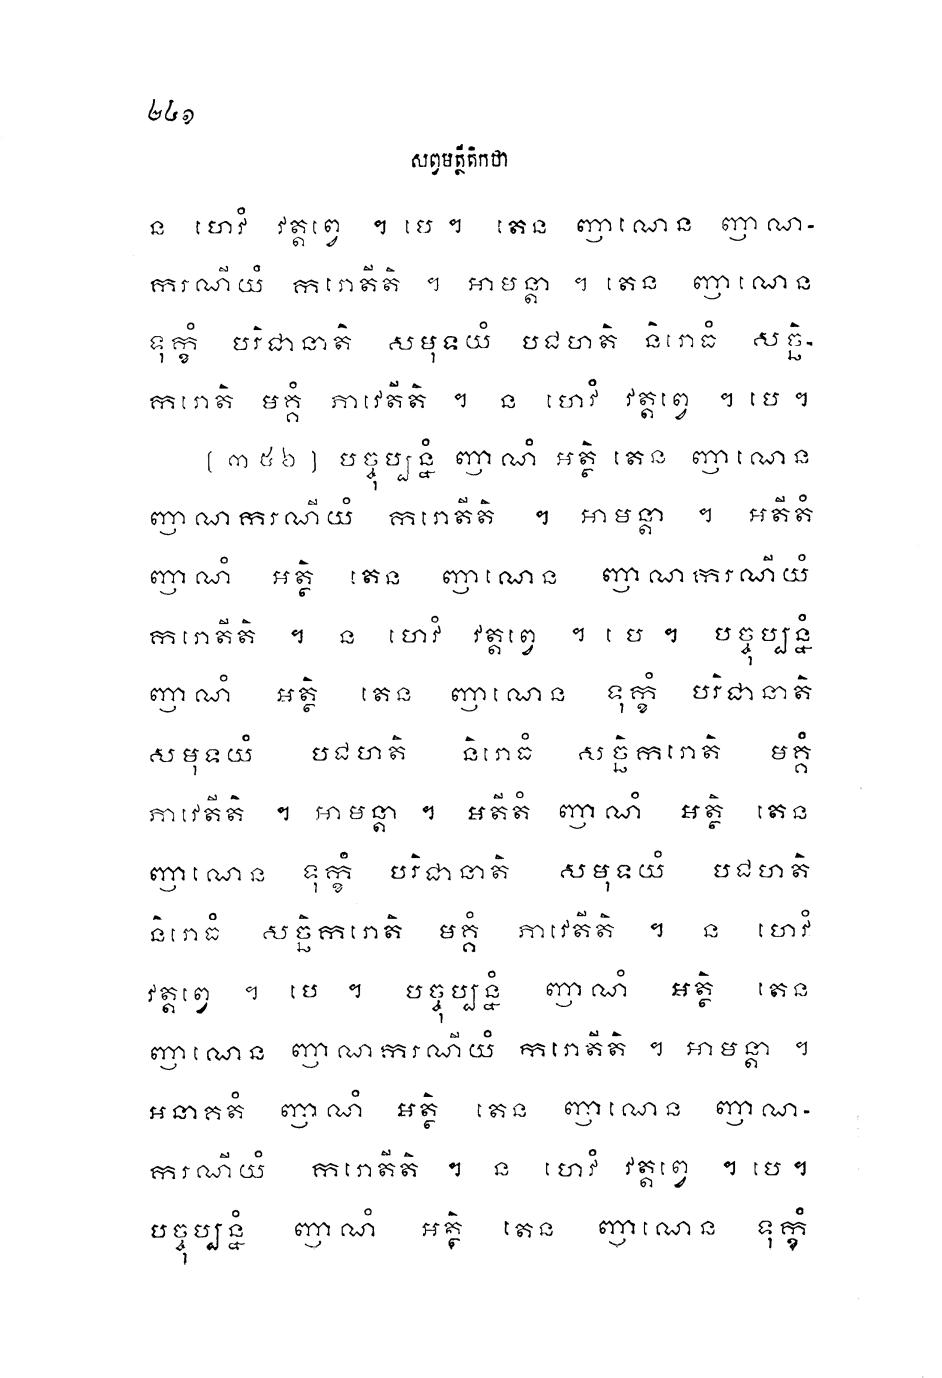 ២៤១
សព្វមត្ថីតិកថា
ន ហេវំ វត្តព្វេ ។ បេ ។ តេន ញាណេន ញាណ-
ករណីយំ ករោតីតិ ។ អាមន្តា ។ តេន ញាណេន
ទុក្ខំ បរិជានាតិ សមុទយំ បជហតិ និរោធំ សច្ឆិ-
ករោតិ មគ្គំ ភាវេតីតិ ។ ន ហេវំ វត្តព្វេ ។ បេ ។
[៣៥៦] បច្ចុប្បន្នំ ញាណំ អត្ថិ តេន ញាណេន
ញាណករណីយំ ករោតីតិ ។ អាមន្តា ។ អតីតំ
ញាណំ អត្ថិ តេន ញាណេន ញាណករណីយំ
ករោតីតិ ។ ន ហេវំ វត្តព្វេ ។ បេ ។ បច្ចុប្បន្នំ
ញាណំ អត្ថិ តេន ញាណេន ទុក្ខំ បរិជានាតិ
សមុទយំ បជហតិ និរោធំ សច្ឆិករោតិ មគ្គំ
ភាវេតីតិ ។ អាមន្តា ។ អតីតំ ញាណំ អត្ថិ តេន
ញាណេន ទុក្ខំ បរិជានាតិ សមុទយំ បជហតិ
និរោធំ សច្ឆិករោតិ មគ្គំ ភាវេតីតិ ។ ន ហេវំ
វត្តព្វេ ។ បេ ។ បច្ចុប្បន្នំ ញាណំ អត្ថិ តេន
ញាណេន ញាណករណីយំ ករោតីតិ ។ អាមន្តា ។
អនាគតំ ញាណំ អត្ថិ តេន ញាណេន ញាណ-
ករណីយំ ករោតីតិ ។ ន ហេវំ វត្តព្វេ ។ បេ ។
បច្ចុប្បន្នំ ញាណំ អត្ថិ តេន ញាណេន ទុក្ខំ